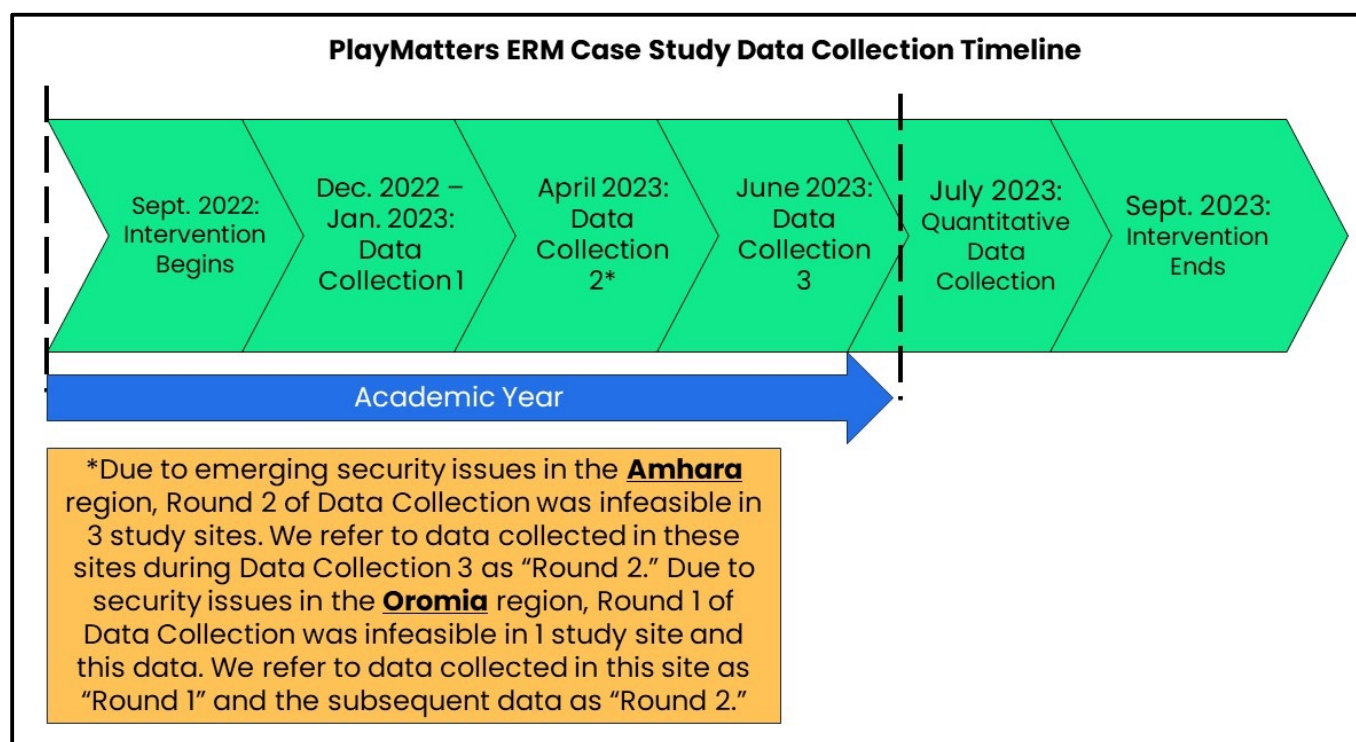 PlayMatters ERM Case Study Data Collection Timeline
Sept. 2022:
Intervention
Begins
Dec. 2022 –
Jan. 2023:
Data
Collection 1
April 2023:
Data
Collection
2*
June 2023:
Data
Collection
3
July 2023:
Quantitative
Data
Collection
Sept. 2023:
Intervention
Ends
Academic Year
*Due to emerging security issues in the Amhara
region, Round 2 of Data Collection was infeasible in
3 study sites. We refer to data collected in these
sites during Data Collection 3 as “Round 2.” Due to
security issues in the Oromia region, Round 1 of
Data Collection was infeasible in 1 study site and
this data. We refer to data collected in this site as
“Round 1” and the subsequent data as “Round 2.”